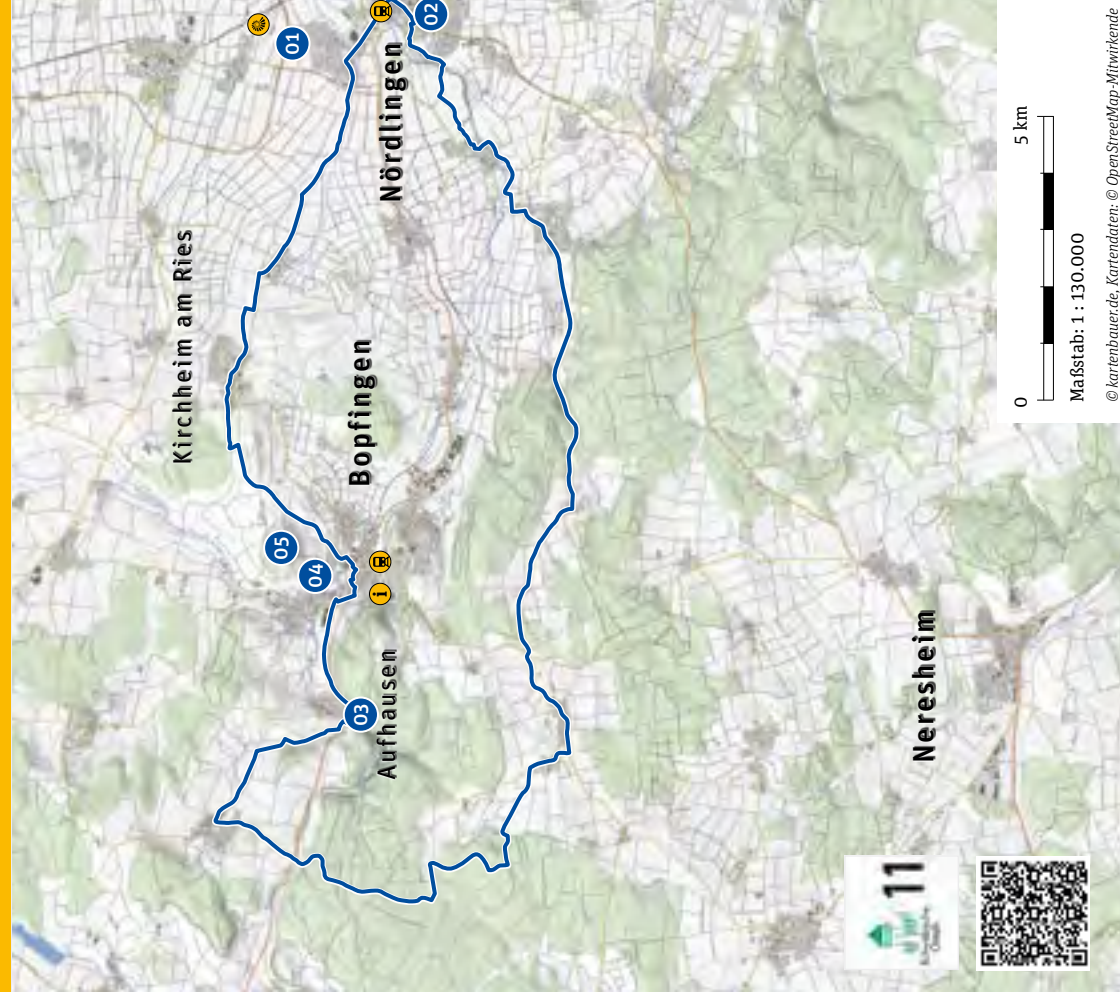 01
02
Nördlingen
Kirchheim am Ries
Bopfingen
05
04
i
03
Aufhausen
Neresheim
11
0
5 km
Maßstab: 1 : 130.000
© kartenbauer.de, Kartendaten: © OpenStreetMap-Mitwirkende